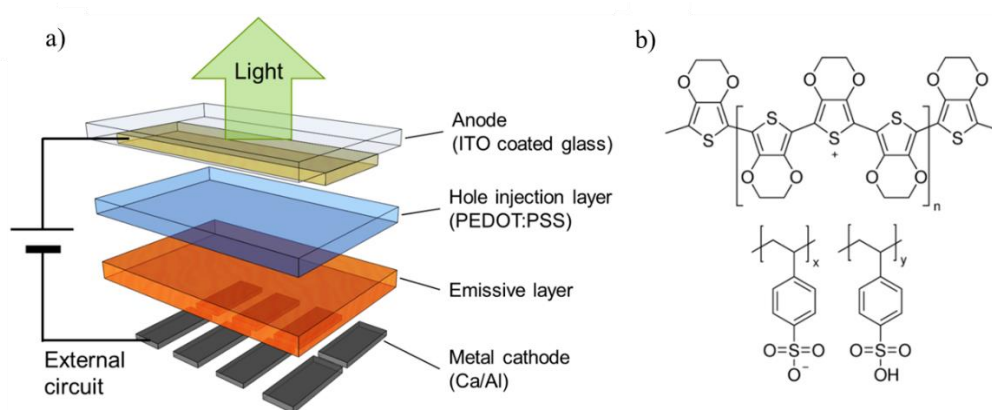 a)
Light
Anode
(ITO coated glass)
Hole injection layer
(PEDOT:PSS)
Emissive layer
Metal cathode
(Ca/Al)
External
circuit
b)
O O O O O O
S S S
S + S
O O O O
n
x y
O=S=O O=S=O
O⁻ OH